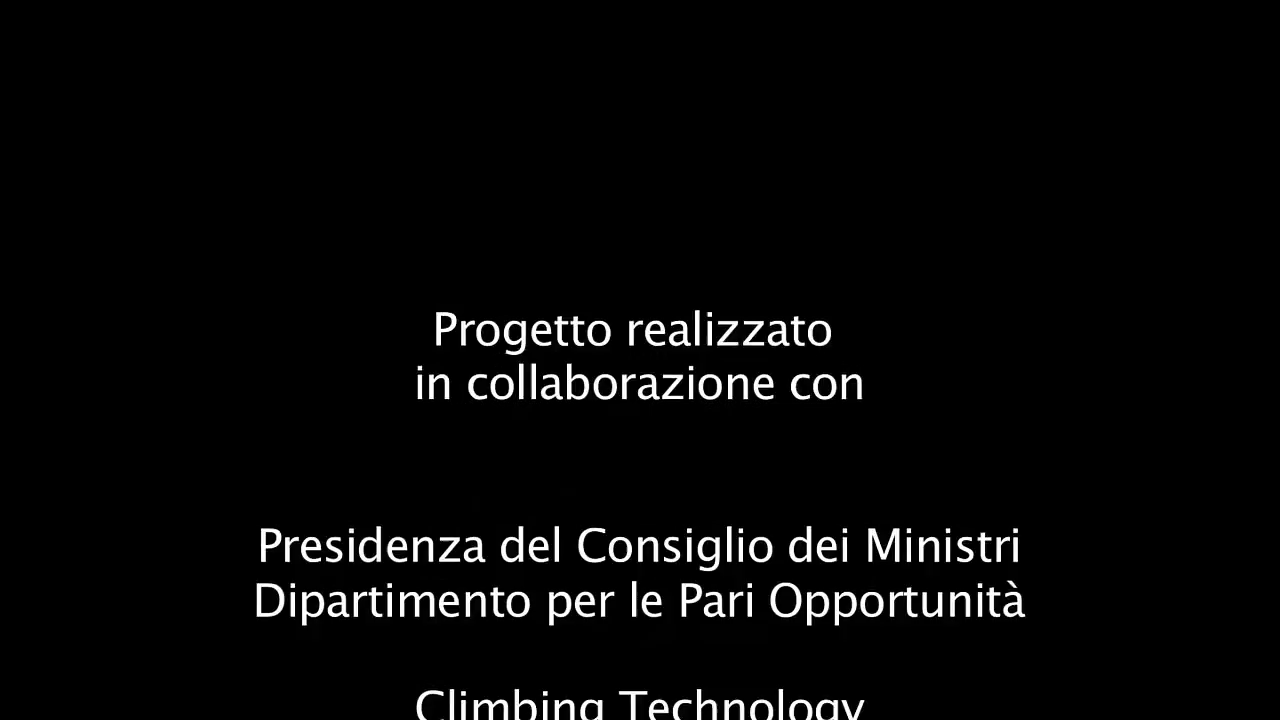 Progetto realizzato
in collaborazione con
Presidenza del Consiglio dei Ministri
Dipartimento per le Pari Opportunità
Climbing Technology